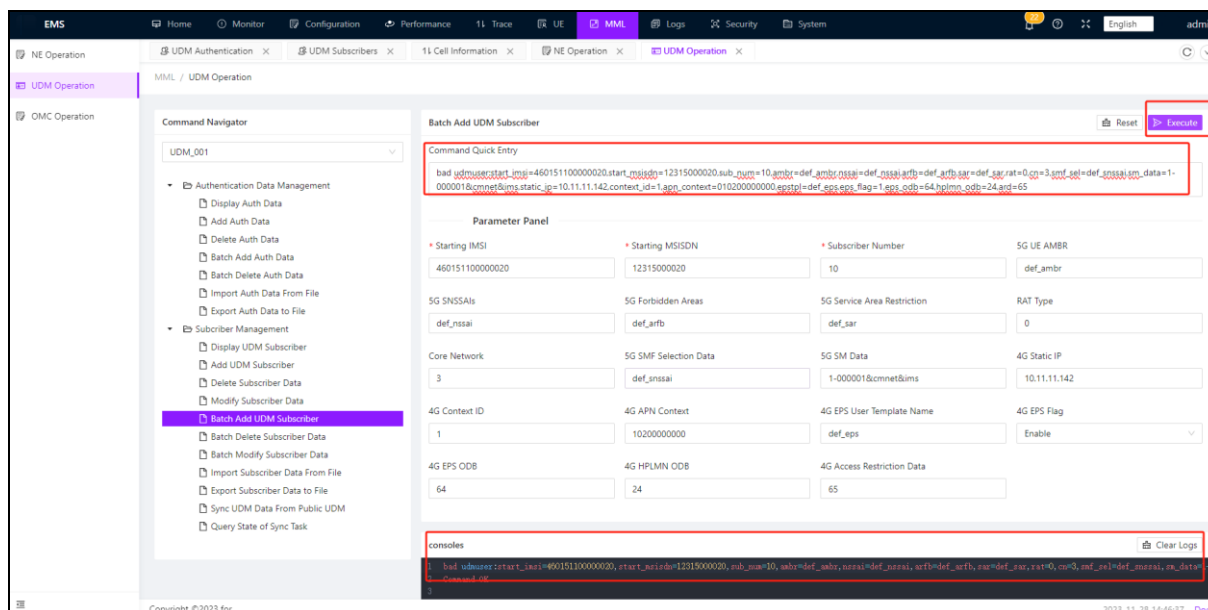 EMS
Home Monitor Configuration Performance Trace UE MML Logs Security System 22 English admi
NE Operation
UDM Operation
OMC Operation
UDM Authentication UDM Subscribers Cell Information NE Operation UDM Operation
MML / UDM Operation
Command Navigator
UDM_001
Authentication Data Management
Display Auth Data
Add Auth Data
Delete Auth Data
Batch Add Auth Data
Batch Delete Auth Data
Import Auth Data From File
Export Auth Data to File
Subcriber Management
Display UDM Subscriber
Add UDM Subscriber
Delete Subscriber Data
Modify Subscriber Data
Batch Add UDM Subscriber
Batch Delete Subscriber Data
Batch Modify Subscriber Data
Import Subscriber Data From File
Export Subscriber Data to File
Sync UDM Data From Public UDM
Query State of Sync Task
Batch Add UDM Subscriber Reset Execute
Command Quick Entry
bad udmuser:start_imsi=460151100000020,start_msisdn=12315000020,sub_num=10,ambr=def_ambr,nssai=def_nssai,arfb=def_arfb,sar=def_sar,rat=0,cn=3,smf_sel=def_snssai,sm_data=1-
000001&cmnet&ims,static_ip=10.11.11.142,context_id=1,apn_context=010200000000,epstpl=def_eps,eps_flag=1,eps_odb=64,hplmn_odb=24,ard=65
Parameter Panel
* Starting IMSI * Starting MSISDN * Subscriber Number 5G UE AMBR
460151100000020 12315000020 10 def_ambr
5G SNSSAIs 5G Forbidden Areas 5G Service Area Restriction RAT Type
def_nssai def_arfb def_sar 0
Core Network 5G SMF Selection Data 5G SM Data 4G Static IP
3 def_snssai 1-000001&cmnet&ims 10.11.11.142
4G Context ID 4G APN Context 4G EPS User Template Name 4G EPS Flag
1 10200000000 def_eps Enable
4G EPS ODB 4G HPLMN ODB 4G Access Restriction Data
64 24 65
consoles Clear Logs
1 bad udmuser:start_imsi=460151100000020,start_msisdn=12315000020,sub_num=10,ambr=def_ambr,nssai=def_nssai,arfb=def_arfb,sar=def_sar,rat=0,cn=3,smf_sel=def_snssai,sm_data=
2 Command OK
3
Copyright ©2023 for 2023-11-28 14:46:37